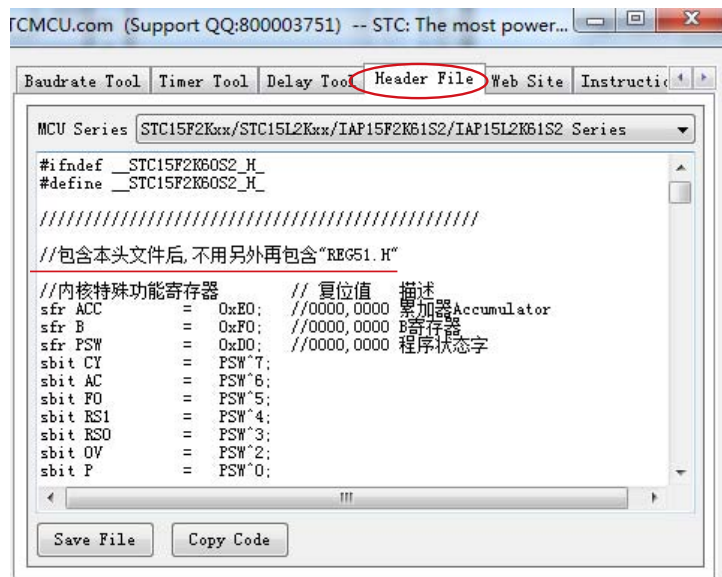 TCMCU.com (Support QQ:800003751) -- STC: The most power...
Baudrate Tool Timer Tool Delay Tool Header File Web Site Instructi
MCU Series STC15F2Kxx/STC15L2Kxx/IAP15F2K61S2/IAP15L2K61S2 Series
#ifndef __STC15F2K60S2_H_
#define __STC15F2K60S2_H_
/////////////////////////////////////////////////
//包含本头文件后,不用另外再包含"REG51.H"
//内核特殊功能寄存器 // 复位值 描述
sfr ACC = 0xE0; //0000,0000 累加器Accumulator
sfr B = 0xF0; //0000,0000 B寄存器
sfr PSW = 0xD0; //0000,0000 程序状态字
sbit CY = PSW^7;
sbit AC = PSW^6;
sbit F0 = PSW^5;
sbit RS1 = PSW^4;
sbit RS0 = PSW^3;
sbit OV = PSW^2;
sbit P = PSW^0;
Save File Copy Code